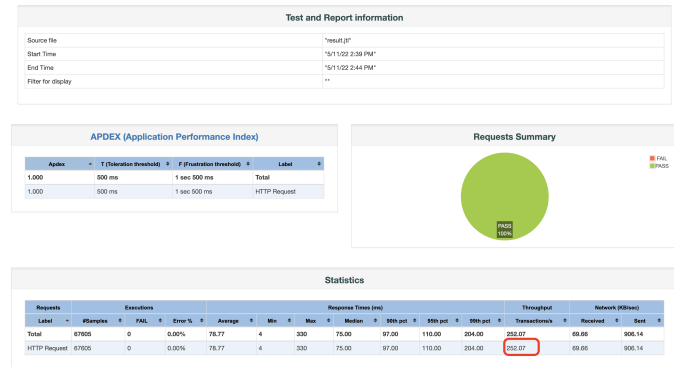 Test and Report information
Source file "result.jtl"
Start Time "5/11/22 2:39 PM"
End Time "5/11/22 2:44 PM"
Filter for display ""
APDEX (Application Performance Index)
Apdex T (Toleration threshold) F (Frustration threshold) Label
1.000 500 ms 1 sec 500 ms Total
1.000 500 ms 1 sec 500 ms HTTP Request
Requests Summary
FAIL
PASS
PASS
100%
Statistics
Requests Executions Response Times (ms) Throughput Network (KB/sec)
Label #Samples FAIL Error % Average Min Max Median 90th pct 95th pct 99th pct Transactions/s Received Sent
Total 67605 0 0.00% 78.77 4 330 75.00 97.00 110.00 204.00 252.07 69.66 906.14
HTTP Request 67605 0 0.00% 78.77 4 330 75.00 97.00 110.00 204.00 252.07 69.66 906.14